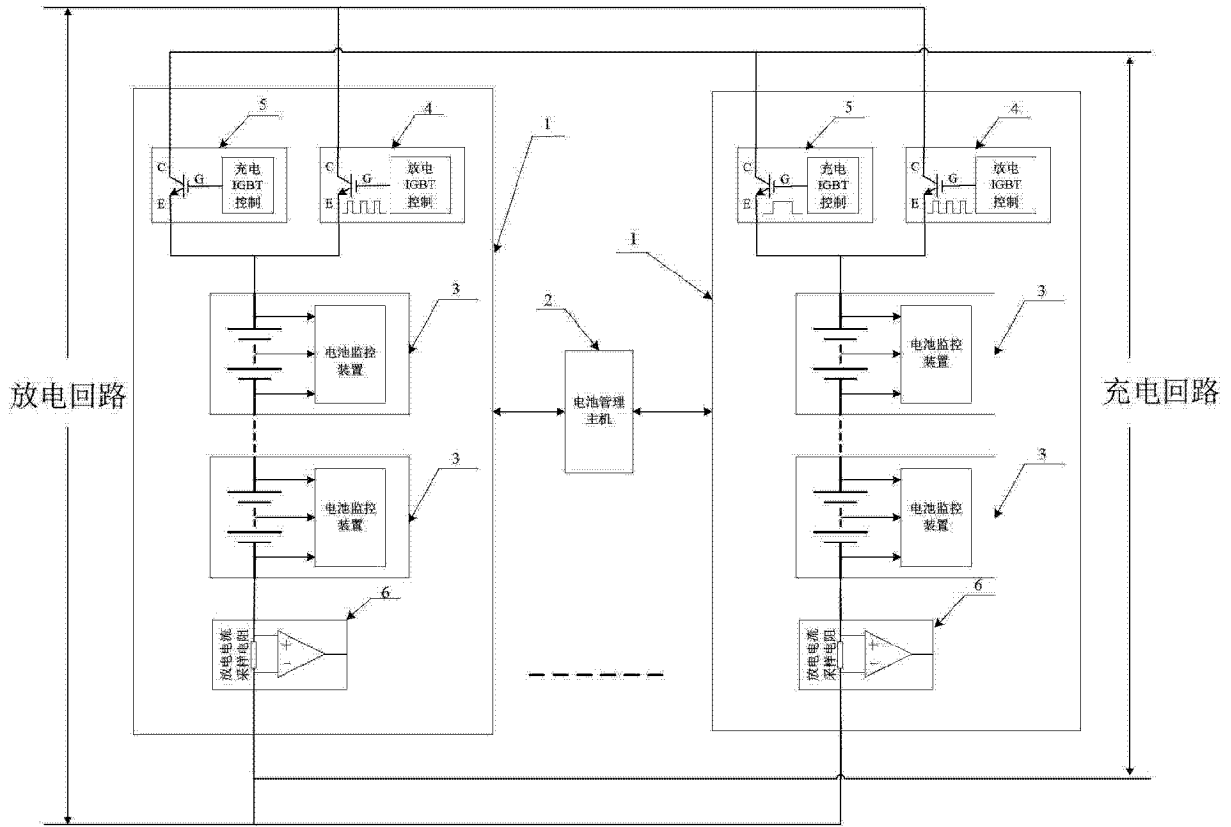 5
4
1
5
4
C
G
E
充电
IGBT
控制
C
G
E
放电
IGBT
控制
C
G
E
充电
IGBT
控制
C
G
E
放电
IGBT
控制
1
3
2
3
电池监控
装置
电池监控
装置
放电回路
充电回路
电池管理
主机
3
3
电池监控
装置
电池监控
装置
6
6
放电电流
采样电阻
+
-
放电电流
采样电阻
+
-